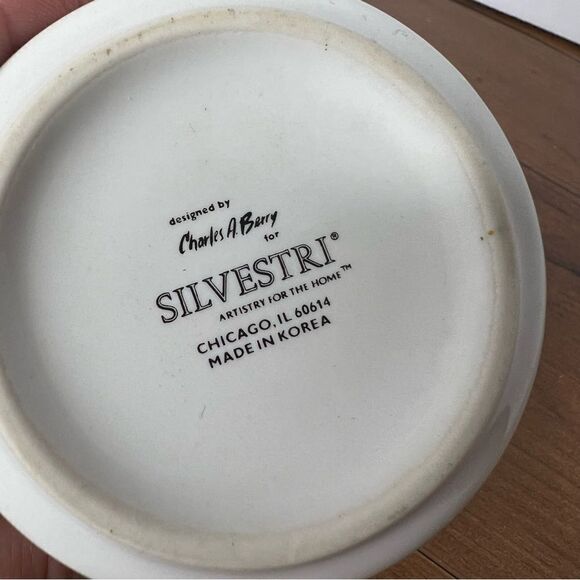 designed by
Charles A. Berry
for
SILVESTRI®
ARTISTRY FOR THE HOME™
CHICAGO, IL 60614
MADE IN KOREA